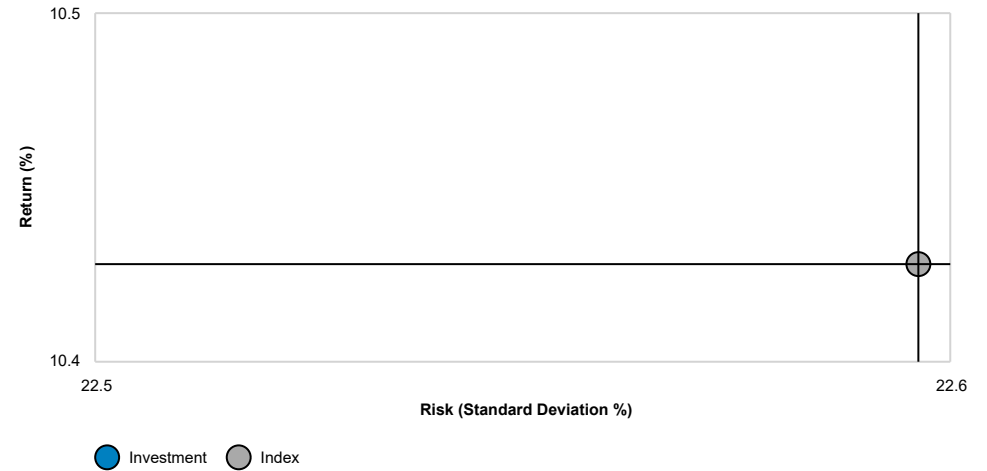 10.5
Return (%)
10.4
22.5
22.6
Risk (Standard Deviation %)
Investment
Index